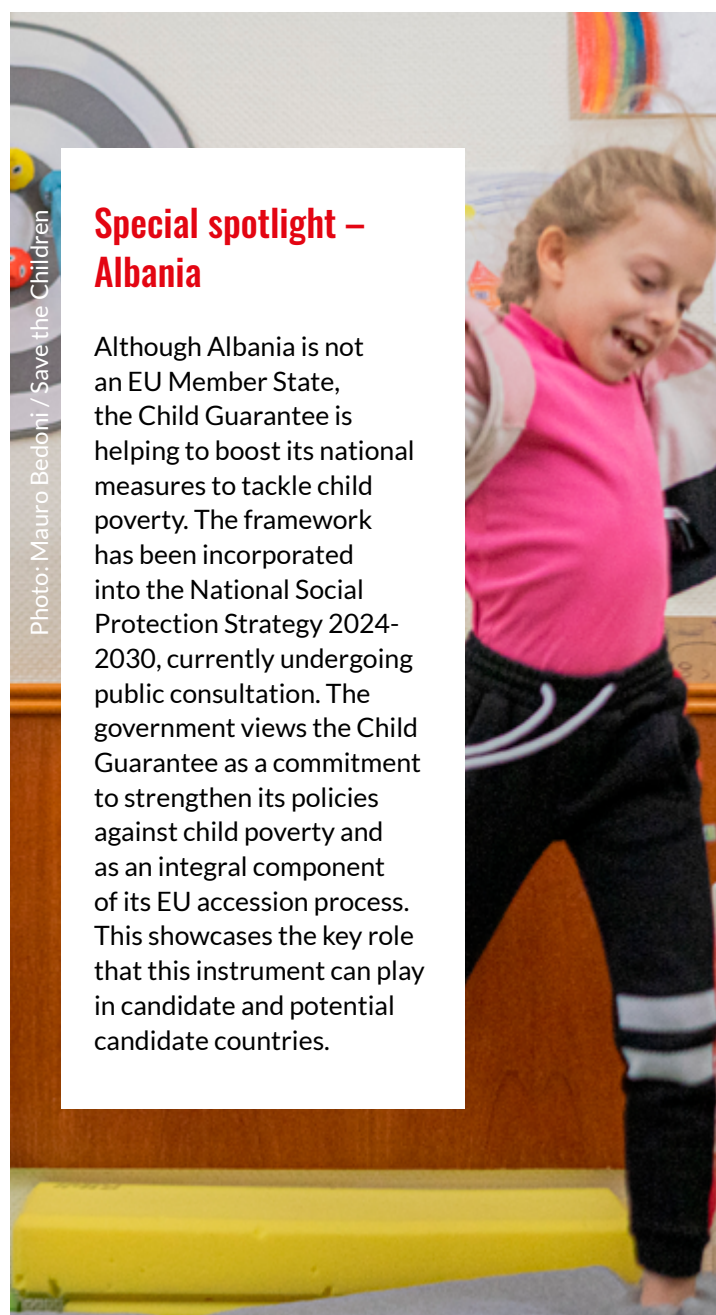 Special spotlight –
Albania
Although Albania is not
an EU Member State,
the Child Guarantee is
helping to boost its national
measures to tackle child
poverty. The framework
has been incorporated
into the National Social
Protection Strategy 2024-
2030, currently undergoing
public consultation. The
government views the Child
Guarantee as a commitment
to strengthen its policies
against child poverty and
as an integral component
of its EU accession process.
This showcases the key role
that this instrument can play
in candidate and potential
candidate countries.
Photo: Mauro Bedoni / Save the Children